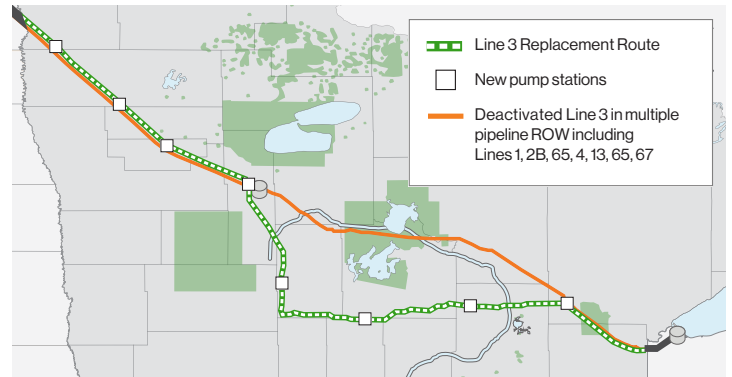 Line 3 Replacement Route
New pump stations
Deactivated Line 3 in multiple
pipeline ROW including
Lines 1, 2B, 65, 4, 13, 65, 67